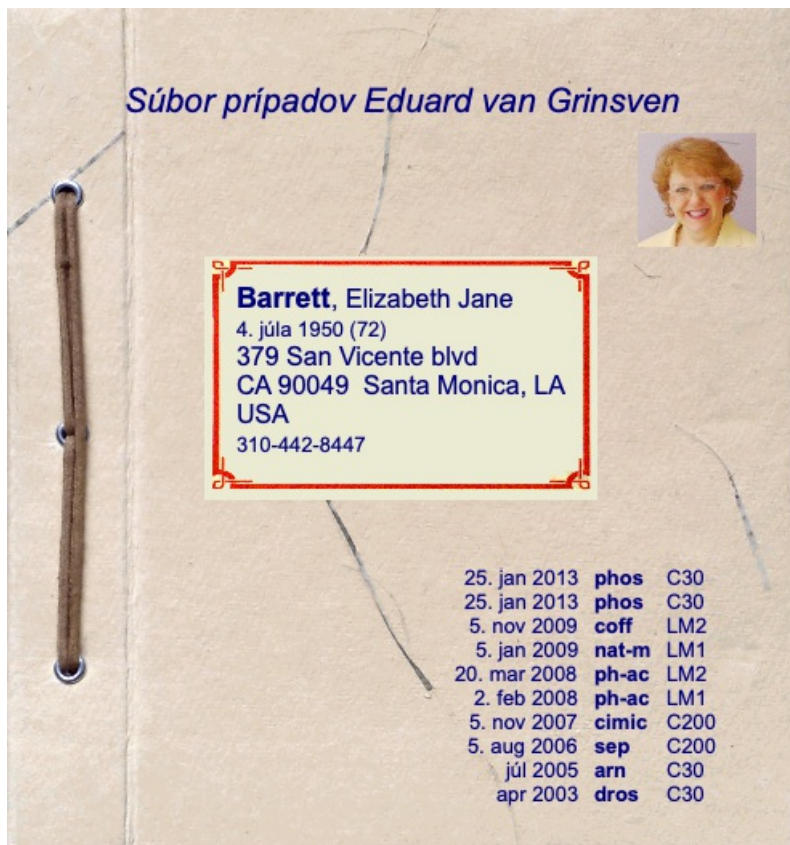 Súbor prípadov Eduard van Grinsven
Barrett, Elizabeth Jane
4. júla 1950 (72)
379 San Vicente blvd
CA 90049 Santa Monica, LA
USA
310-442-8447
25. jan 2013 phos C30
25. jan 2013 phos C30
5. nov 2009 coff LM2
5. jan 2009 nat-m LM1
20. mar 2008 ph-ac LM2
2. feb 2008 ph-ac LM1
5. nov 2007 cimic C200
5. aug 2006 sep C200
júl 2005 arn C30
apr 2003 dros C30